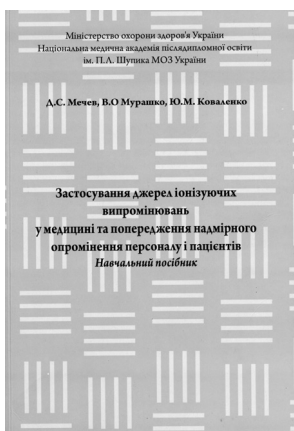 Міністерство охорони здоров'я України
Національна медична академія післядипломної освіти
ім. П.Л. Шупика МОЗ України
Д.С. Мечев, В.О Мурашко, Ю.М. Коваленко
Застосування джерел іонізуючих
випромінювань
у медицині та попередження надмірного
опромінення персоналу і пацієнтів
Навчальний посібник